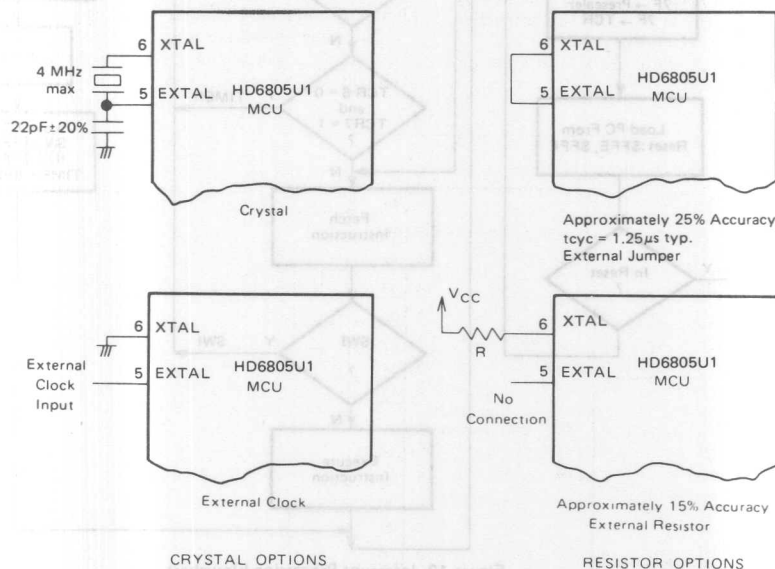 6 XTAL
4 MHz
max
5 EXTAL
HD6805U1
MCU
22pF±20%
Crystal
6 XTAL
5 EXTAL
HD6805U1
MCU
Approximately 25% Accuracy
tcyc = 1.25µs typ.
External Jumper
6 XTAL
External
Clock
Input
5 EXTAL
HD6805U1
MCU
External Clock
VCC
R
6 XTAL
5 EXTAL
HD6805U1
MCU
No
Connection
Approximately 15% Accuracy
External Resistor
CRYSTAL OPTIONS
RESISTOR OPTIONS